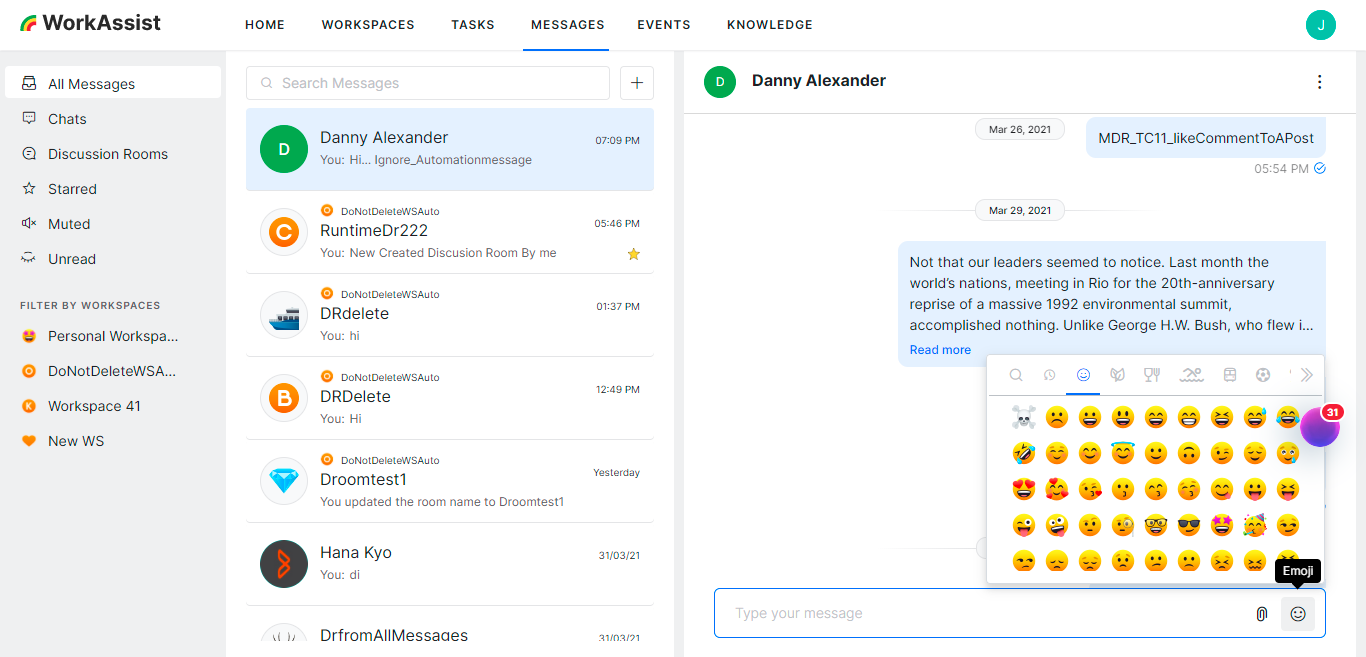 WorkAssist
HOME WORKSPACES TASKS MESSAGES EVENTS KNOWLEDGE
J
All Messages
Chats
Discussion Rooms
Starred
Muted
Unread
FILTER BY WORKSPACES
Personal Workspa...
DoNotDeleteWSA...
K Workspace 41
New WS
Search Messages
D
Danny Alexander
07:09 PM
You: Hi... Ignore_Automationmessage
DoNotDeleteWSAuto
C
RuntimeDr222
05:46 PM
You: New Created Discusion Room By me
DoNotDeleteWSAuto
DRdelete
01:37 PM
You: hi
DoNotDeleteWSAuto
B
DRDelete
12:49 PM
You: Hi
DoNotDeleteWSAuto
Droomtest1
Yesterday
You updated the room name to Droomtest1
Hana Kyo
31/03/21
You: di
DrfromAllMessages
31/03/21
D
Danny Alexander
Mar 26, 2021
MDR_TC11_likeCommentToAPost
05:54 PM
Mar 29, 2021
Not that our leaders seemed to notice. Last month the
world's nations, meeting in Rio for the 20th-anniversary
reprise of a massive 1992 environmental summit,
accomplished nothing. Unlike George H.W. Bush, who flew i...
Read more
31
Emoji
Type your message